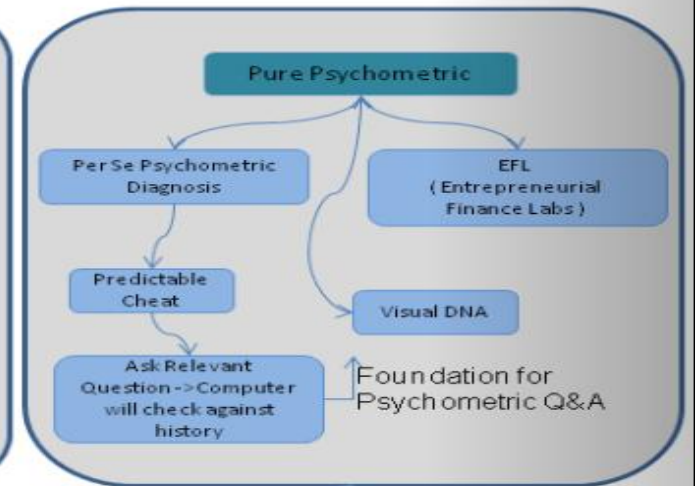 Pure Psychometric
Per Se Psychometric
Diagnosis
EFL
( Entrepreneurial
Finance Labs )
Predictable
Cheat
Visual DNA
Ask Relevant
Question ->Computer
will check against
history
Foundation for
Psychometric Q&A